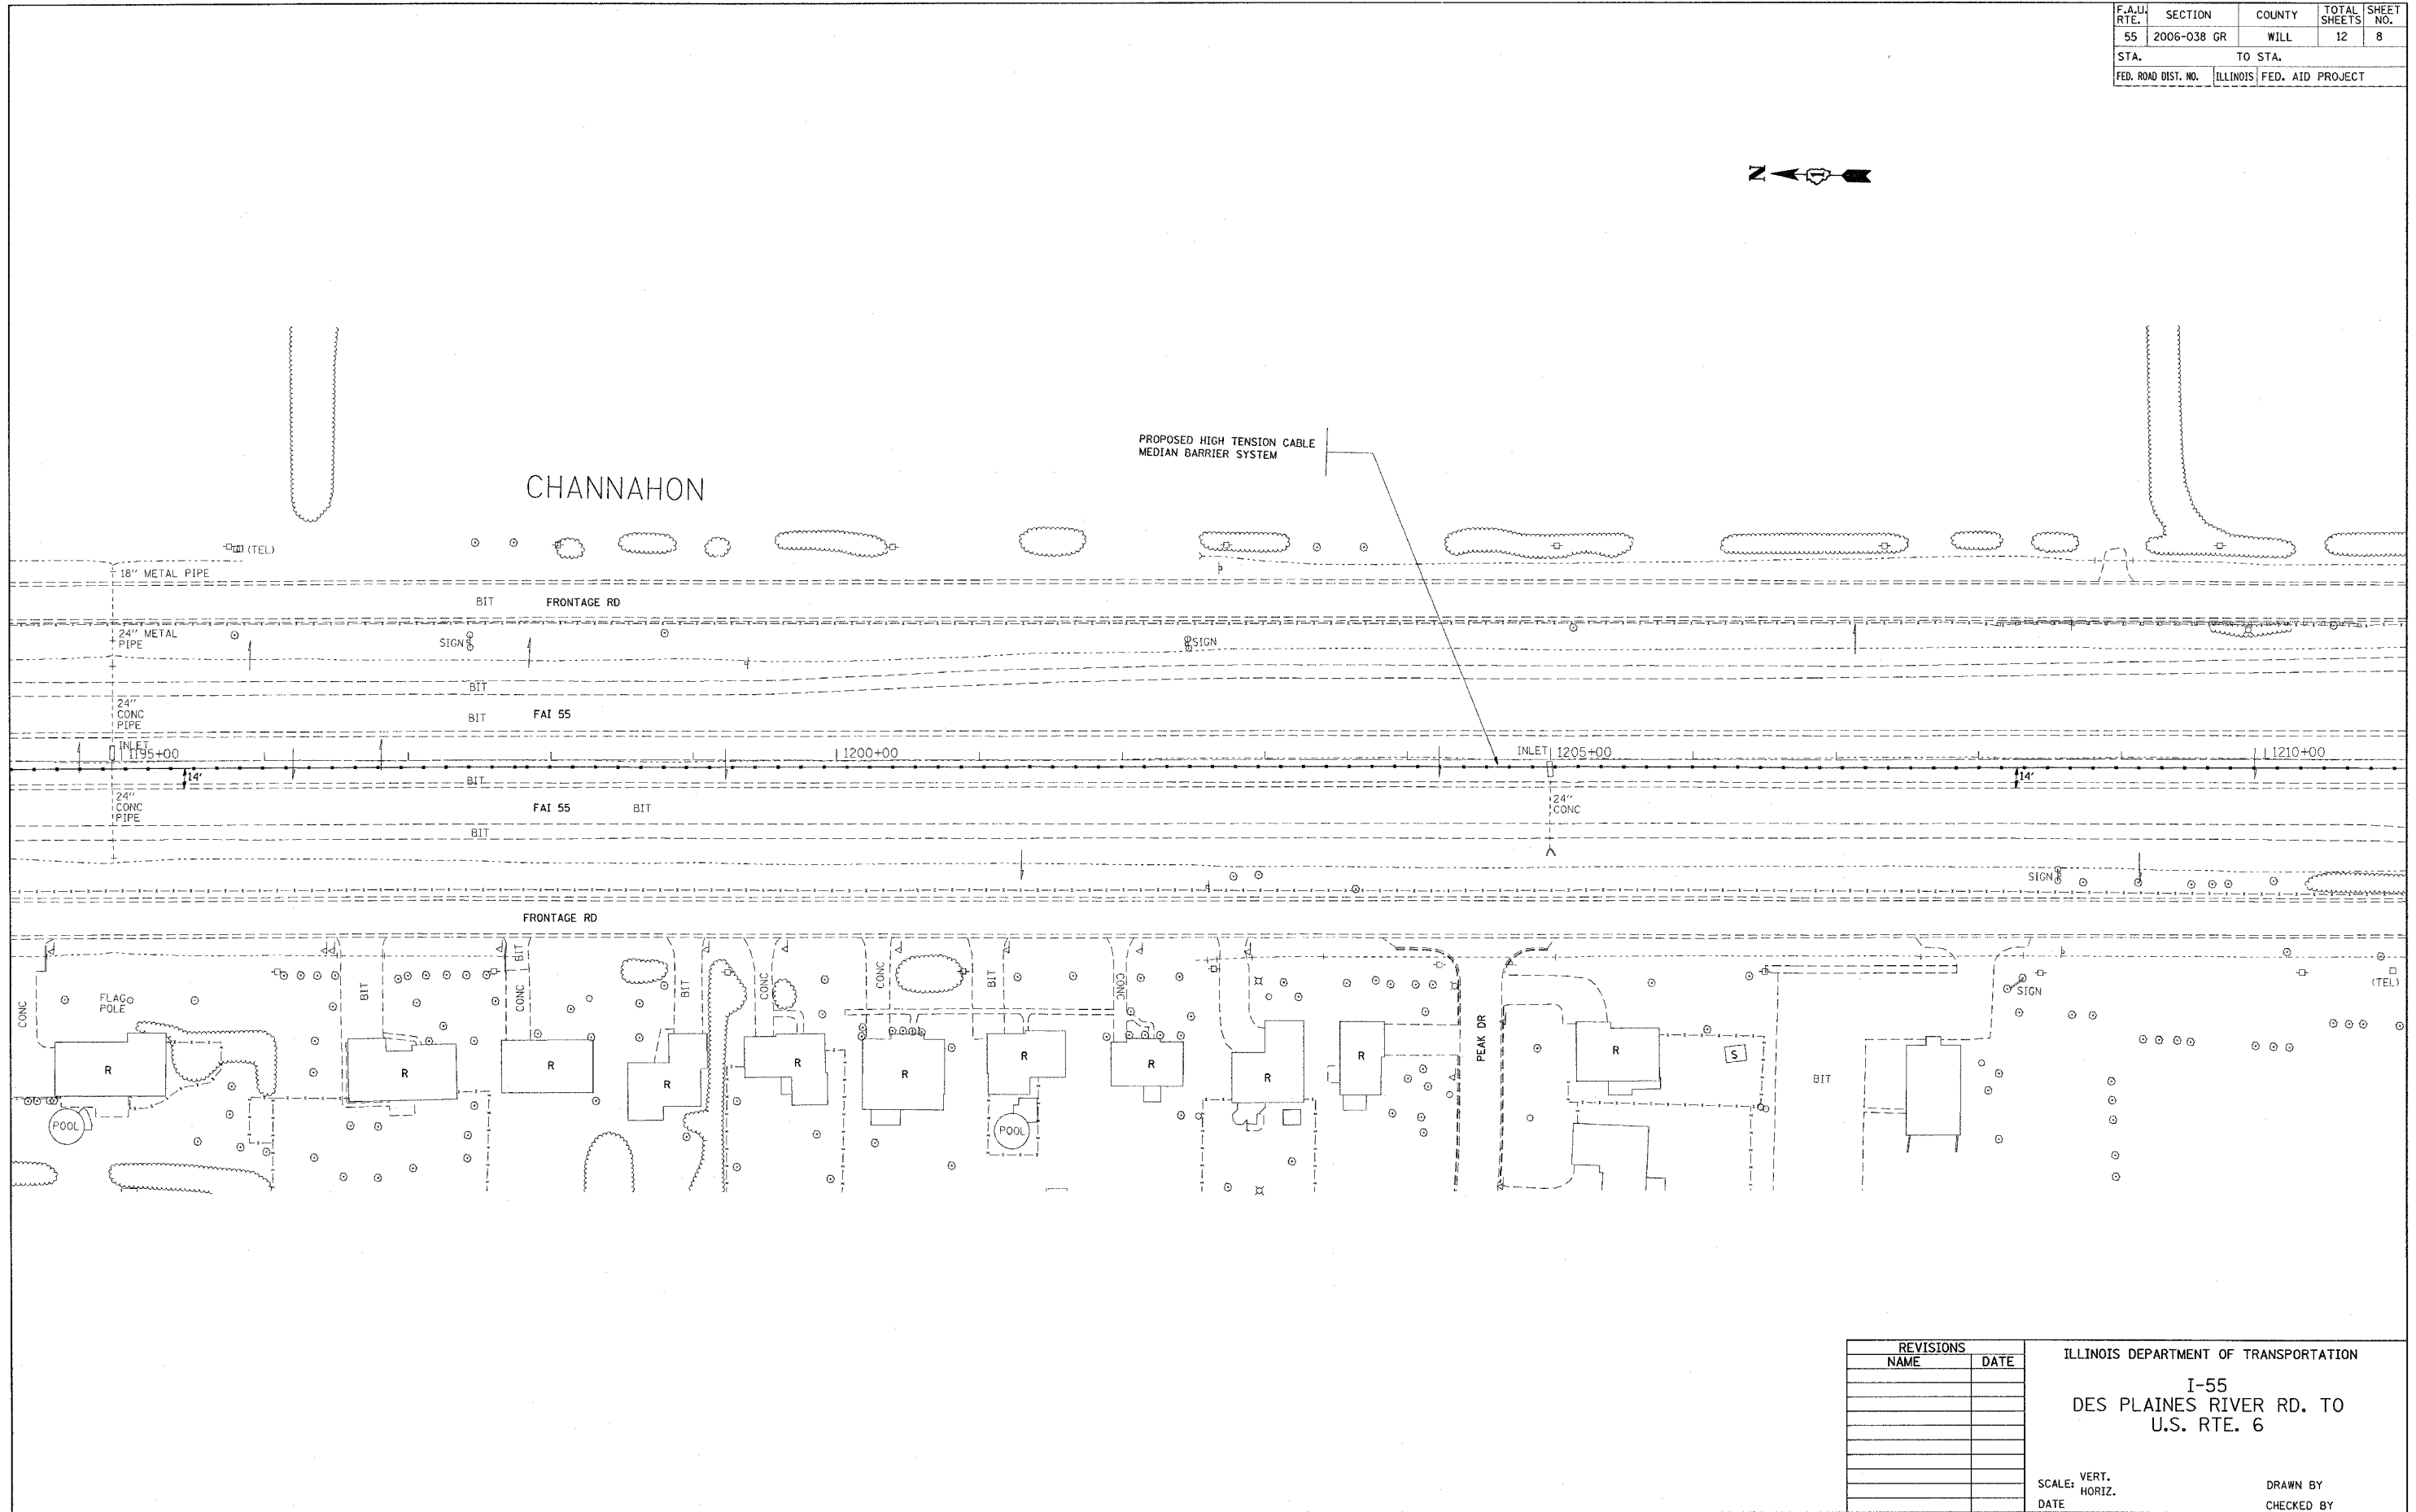 F.A.U. RTE. SECTION COUNTY TOTAL SHEETS SHEET NO.
55 2006-038 GR WILL 12 8
STA. TO STA.
FED. ROAD DIST. NO. ILLINOIS FED. AID PROJECT
N
PROPOSED HIGH TENSION CABLE
MEDIAN BARRIER SYSTEM
CHANNAHON
(TEL)
18" METAL PIPE
BIT FRONTAGE RD
24" METAL
PIPE
SIGN
SIGN
BIT
24"
CONC
PIPE
BIT FAI 55
INLET
1195+00
1200+00
INLET 1205+00
1210+00
14'
BIT
14'
24"
CONC
PIPE
FAI 55 BIT
24"
CONC
BIT
SIGN
FRONTAGE RD
CONC
FLAG
POLE
BIT
CONC
BIT
BIT
CONC
CONC
BIT
CONC
PEAK DR
SIGN
(TEL)
R
R
R
R
R
R
R
R
R
R
R
S
BIT
POOL
POOL
REVISIONS
NAME DATE
ILLINOIS DEPARTMENT OF TRANSPORTATION
I-55
DES PLAINES RIVER RD. TO
U.S. RTE. 6
SCALE: VERT.
HORIZ.
DRAWN BY
DATE
CHECKED BY